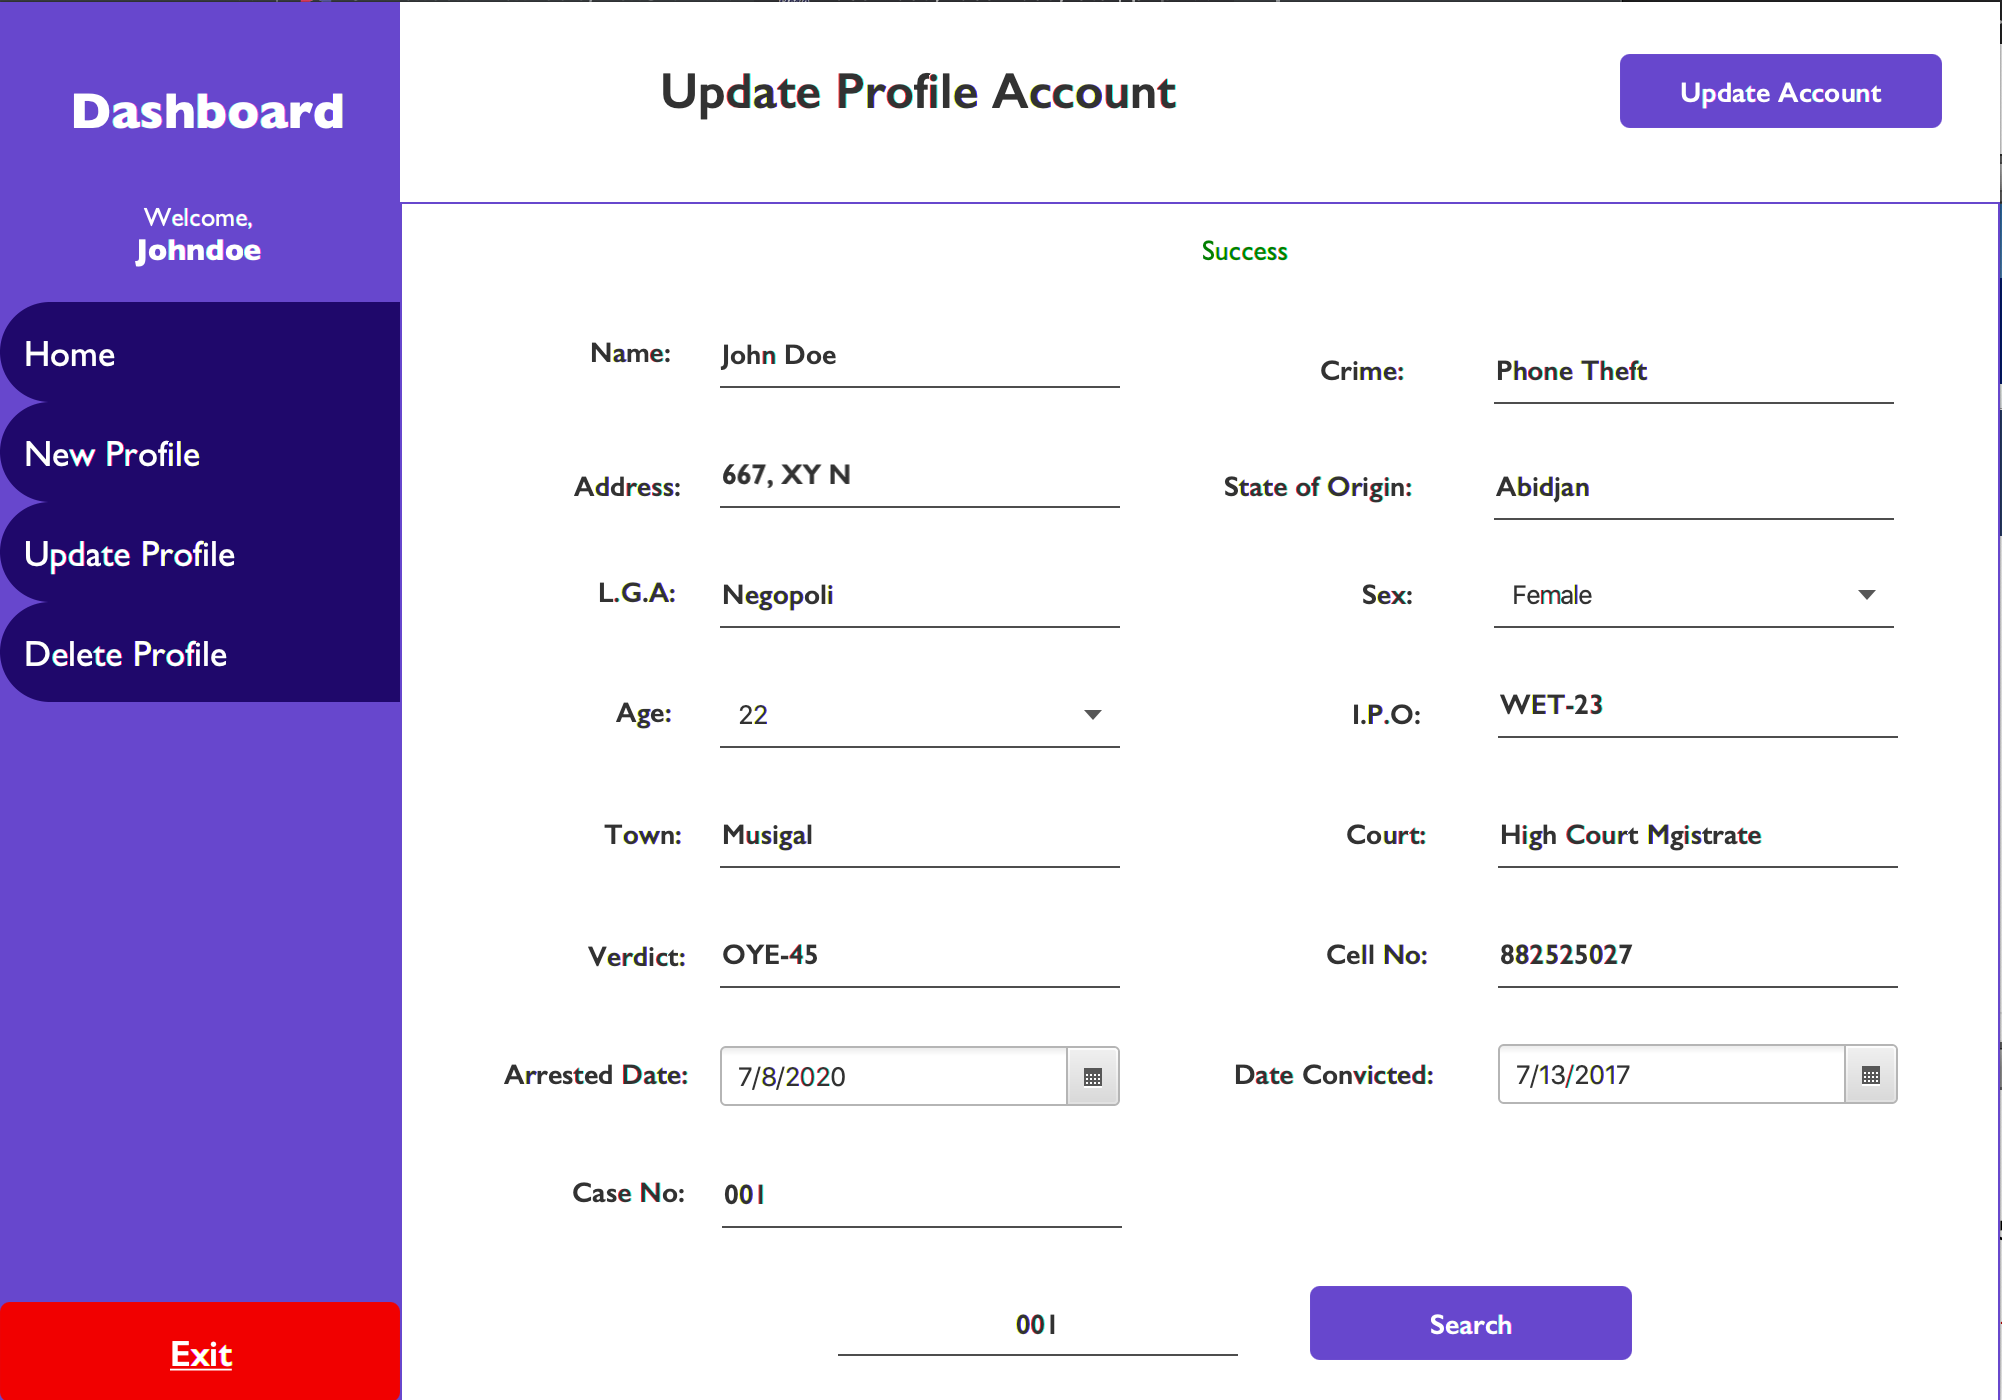 Dashboard
Welcome,
Johndoe
Home
New Profile
Update Profile
Delete Profile
Exit
Update Profile Account
Update Account
Success
Name: John Doe
Crime: Phone Theft
Address: 667, XY N
State of Origin: Abidjan
L.G.A: Negopoli
Sex: Female
Age: 22
I.P.O: WET-23
Town: Musigal
Court: High Court Mgistrate
Verdict: OYE-45
Cell No: 882525027
Arrested Date: 7/8/2020
Date Convicted: 7/13/2017
Case No: 001
001
Search